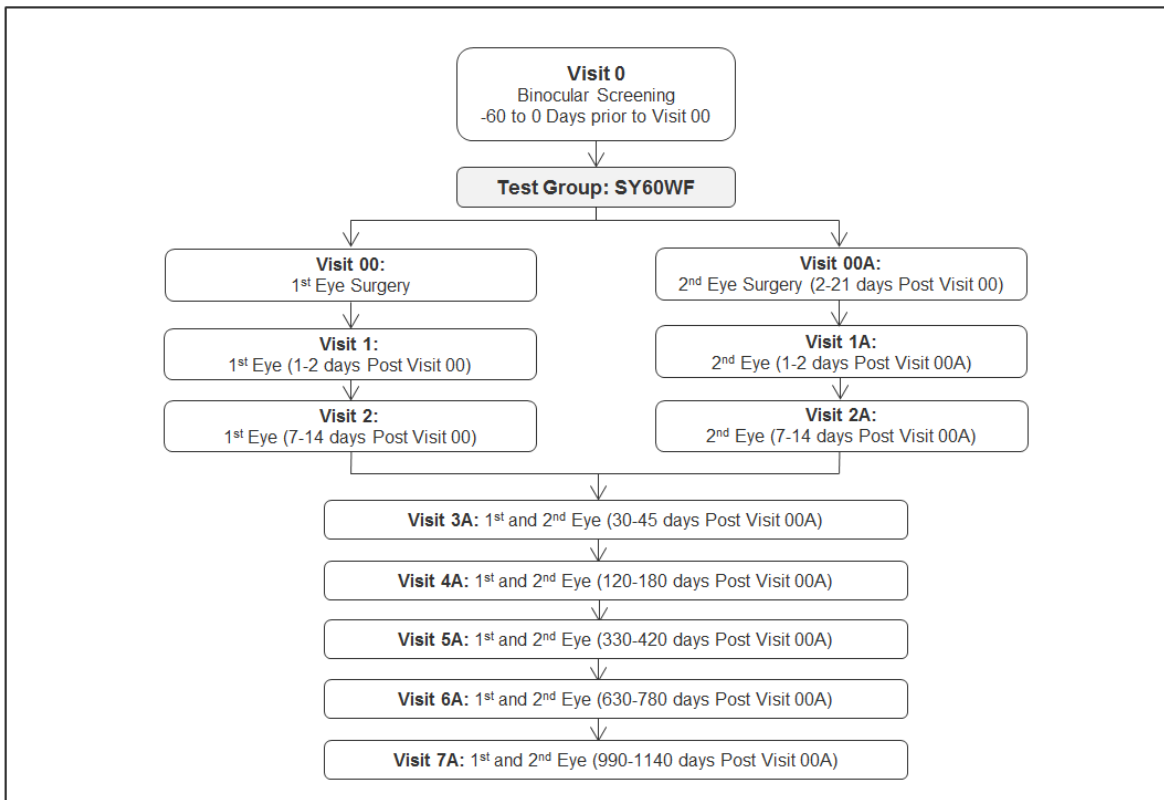 Visit 0
Binocular Screening
-60 to 0 Days prior to Visit 00
Test Group: SY60WF
Visit 00:
1st Eye Surgery
Visit 00A:
2nd Eye Surgery (2-21 days Post Visit 00)
Visit 1:
1st Eye (1-2 days Post Visit 00)
Visit 1A:
2nd Eye (1-2 days Post Visit 00A)
Visit 2:
1st Eye (7-14 days Post Visit 00)
Visit 2A:
2nd Eye (7-14 days Post Visit 00A)
Visit 3A: 1st and 2nd Eye (30-45 days Post Visit 00A)
Visit 4A: 1st and 2nd Eye (120-180 days Post Visit 00A)
Visit 5A: 1st and 2nd Eye (330-420 days Post Visit 00A)
Visit 6A: 1st and 2nd Eye (630-780 days Post Visit 00A)
Visit 7A: 1st and 2nd Eye (990-1140 days Post Visit 00A)